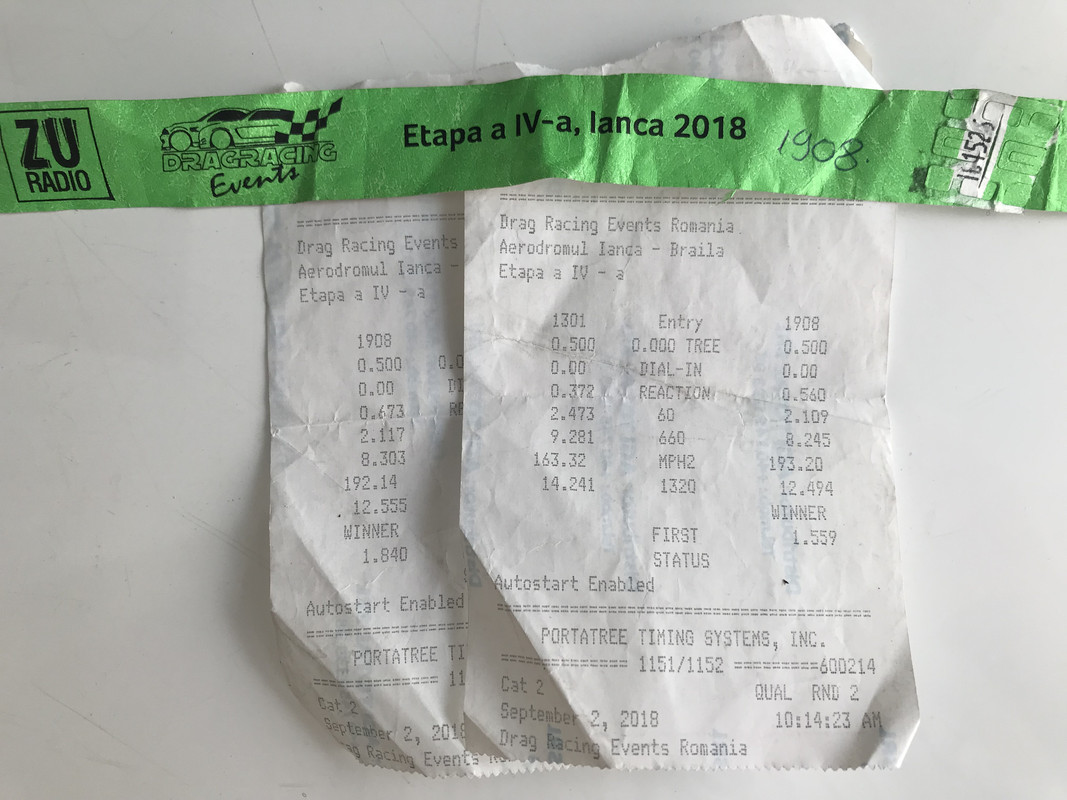 ZU
RADIO
DRAGRACING
Events
Etapa a IV-a, Ianca 2018
1908
Drag Racing Events
Aerodromul Ianca -
Etapa a IV - a
1908
0.500 0.0
0.00 DI
0.673 RE
2.117
8.303
192.14
12.555
WINNER
1.840
Autostart Enabled
PORTATREE TI
11
Cat 2
September 2, 2018
Racing Events
Drag Racing Events Romania
Aerodromul Ianca - Braila
Etapa a IV - a
1301 Entry 1908
0.500 0.000 TREE 0.500
0.00 DIAL-IN 0.00
0.372 REACTION 0.560
2.473 60 2.109
9.281 660 8.245
163.32 MPH2 193.20
14.241 1320 12.494
WINNER
FIRST 1.559
STATUS
Autostart Enabled
PORTATREE TIMING SYSTEMS, INC.
========== 1151/1152 =========600214
Cat 2 QUAL RND 2
September 2, 2018 10:14:23 AM
Drag Racing Events Romania